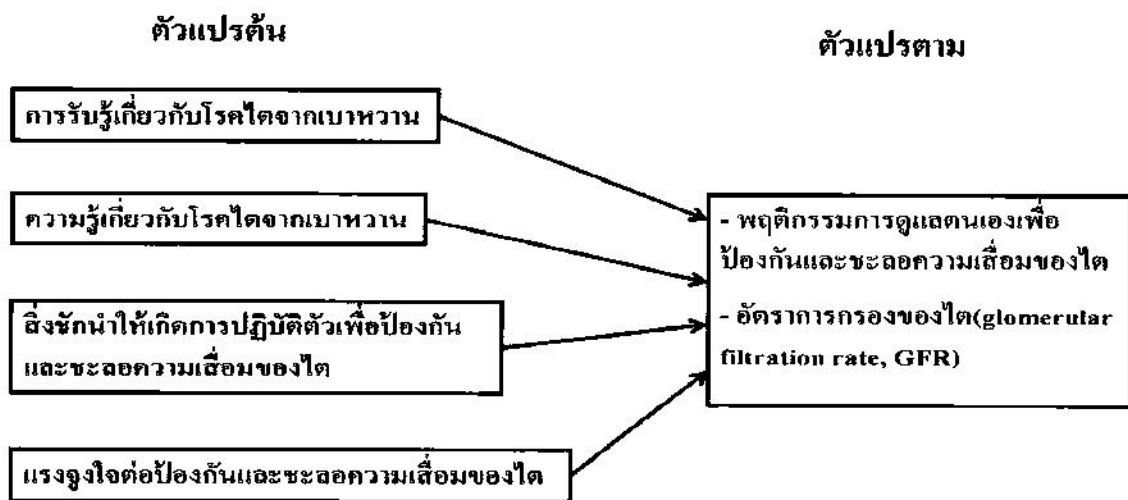 ตัวแปรต้น
ตัวแปรตาม
การรับรู้เกี่ยวกับโรคไตจากเบาหวาน
ความรู้เกี่ยวกับโรคไตจากเบาหวาน
สิ่งชักนำให้เกิดการปฏิบัติตัวเพื่อป้องกัน
และชะลอความเสื่อมของไต
แรงจูงใจต่อป้องกันและชะลอความเสื่อมของไต
- พฤติกรรมการดูแลตนเองเพื่อ
ป้องกันและชะลอความเสื่อมของไต
- อัตราการกรองของไต(glomerular
filtration rate, GFR)